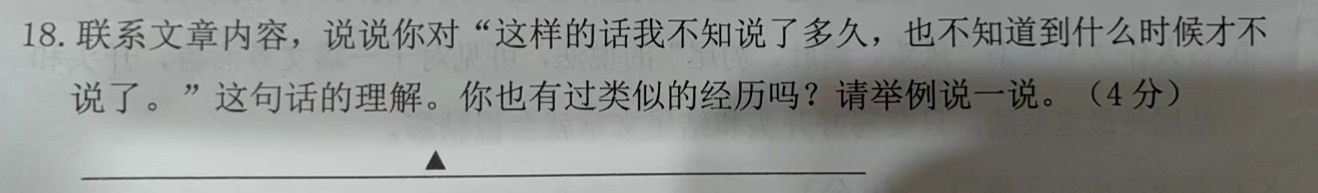 18. 联系文章内容，说说你对“这样的话我不知说了多久，也不知道到什么时候才不
说了。”这句话的理解。你也有过类似的经历吗？请举例说一说。（4 分）
▲